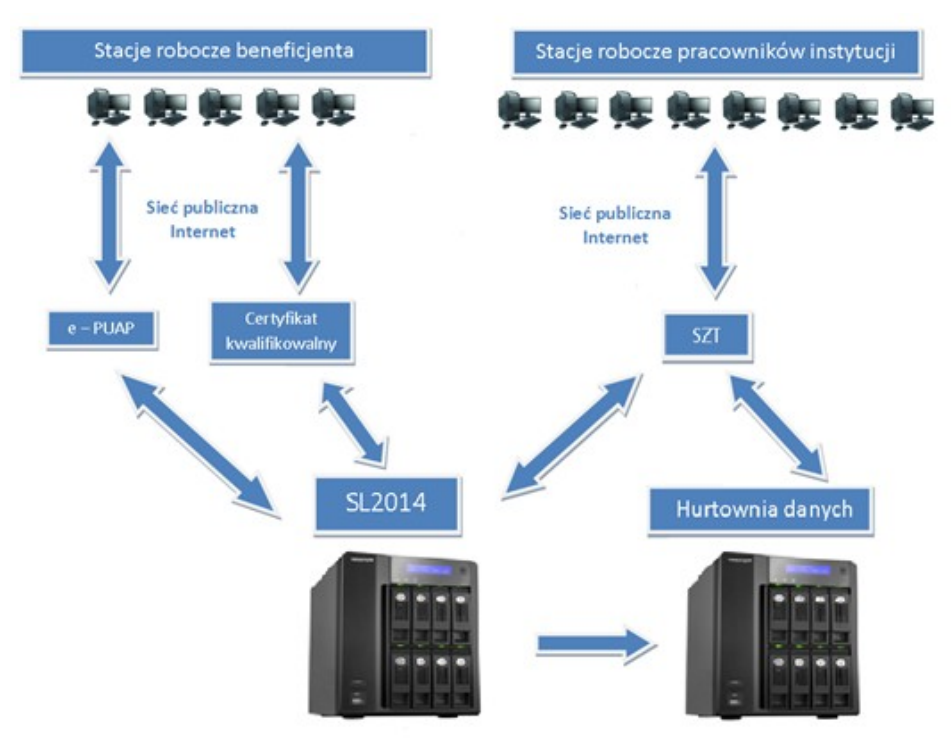 Stacje robocze beneficjenta
Stacje robocze pracowników instytucji
Sieć publiczna
Internet
Sieć publiczna
Internet
e – PUAP
Certyfikat
kwalifikowalny
SZT
SL2014
Hurtownia danych